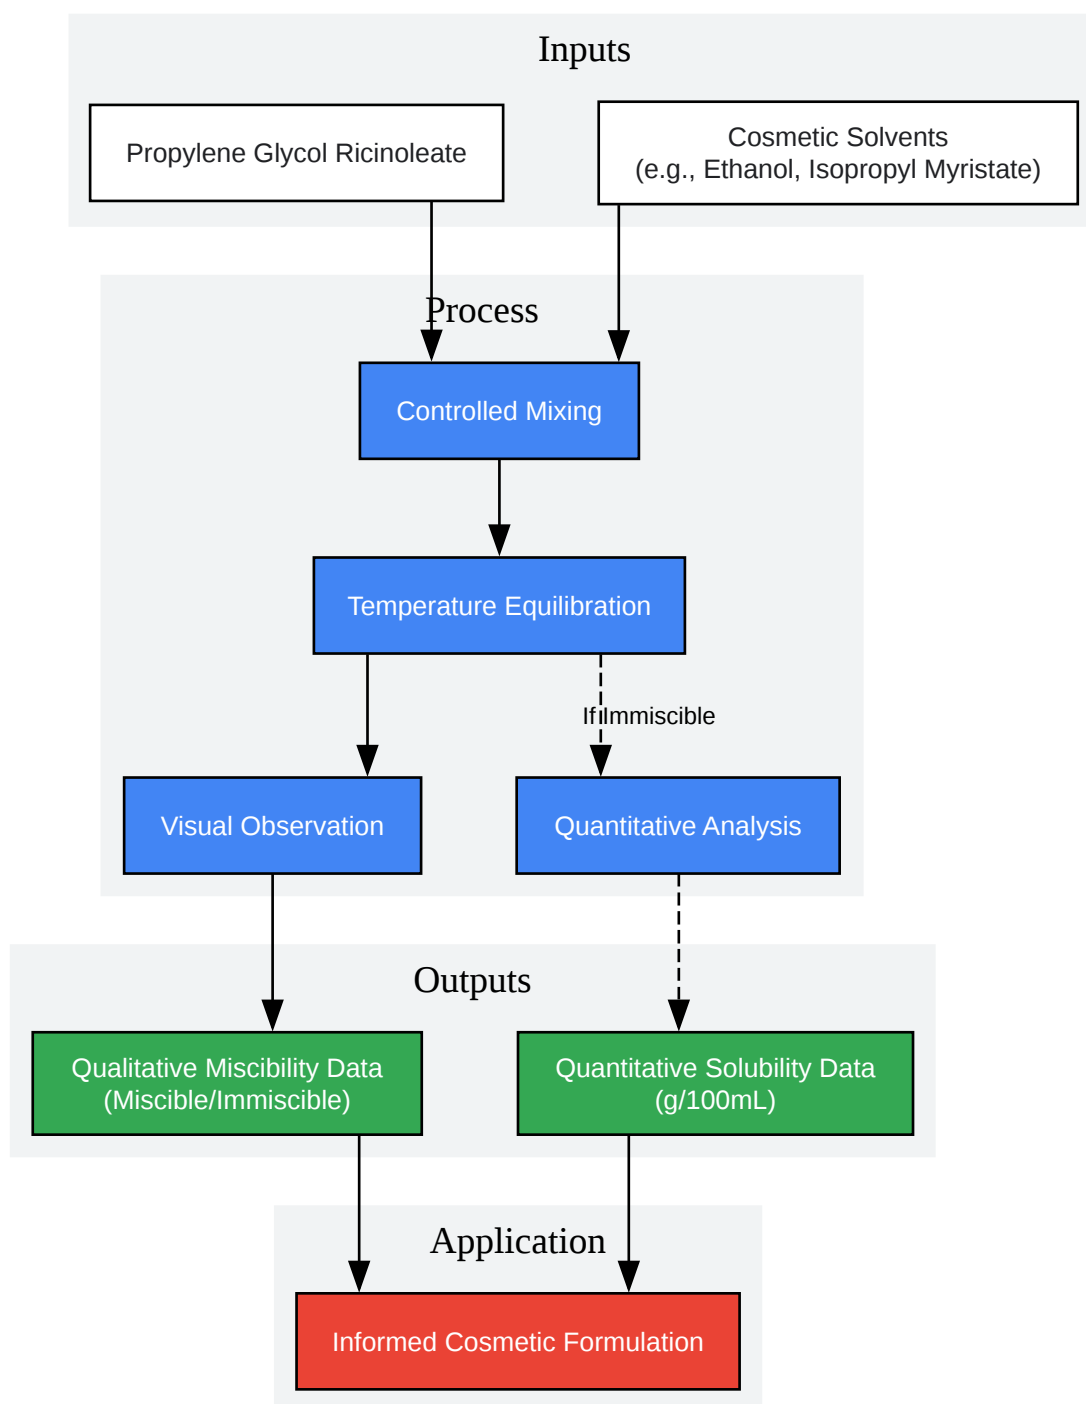 Inputs
Propylene Glycol Ricinoleate
Cosmetic Solvents
(e.g., Ethanol, Isopropyl Myristate)
Process
Controlled Mixing
Temperature Equilibration
If Immiscible
Visual Observation
Quantitative Analysis
Outputs
Qualitative Miscibility Data
(Miscible/Immiscible)
Quantitative Solubility Data
(g/100mL)
Application
Informed Cosmetic Formulation